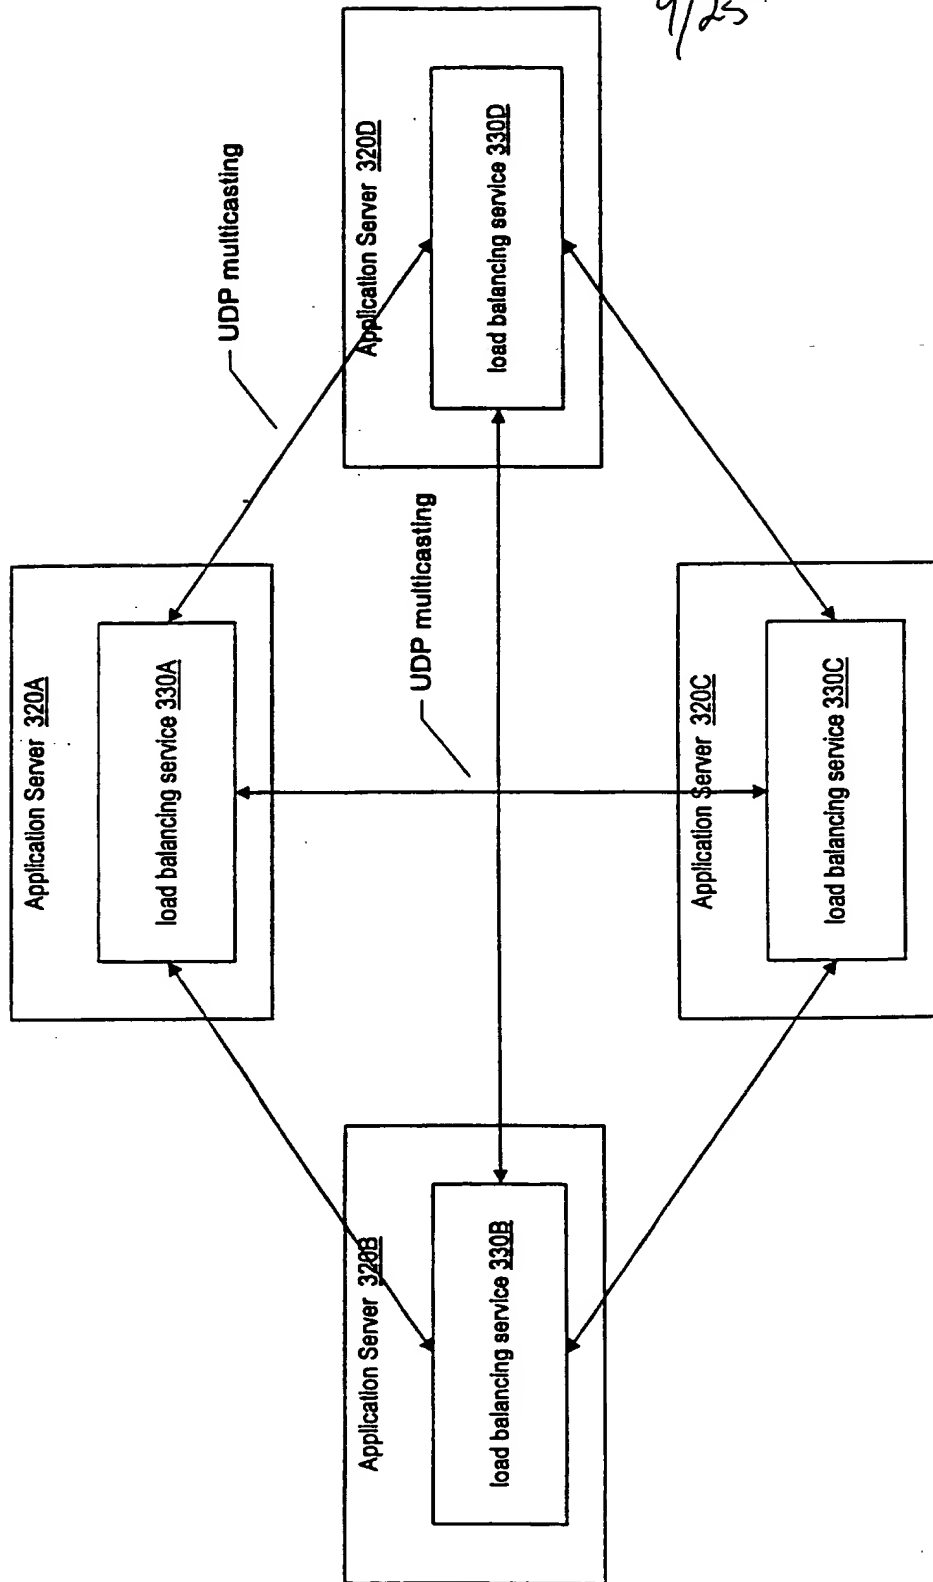 9/25
Application Server 320A
load balancing service 330A
UDP multicasting
Application Server 320B
load balancing service 330B
UDP multicasting
Application Server 320D
load balancing service 330D
Application Server 320C
load balancing service 330C